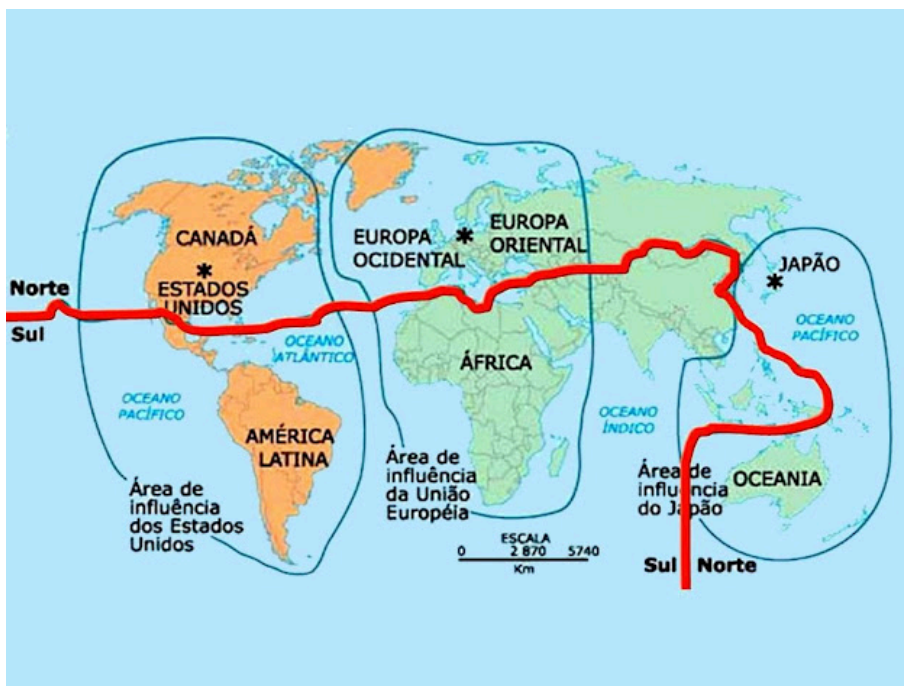 CANADÁ
ESTADOS
UNIDOS
EUROPA
OCIDENTAL
EUROPA
ORIENTAL
JAPÃO
Norte
Sul
OCEANO
ATLÁNTICO
OCEANO
PACÍFICO
ÁFRICA
OCEANO
PACÍFICO
OCEANO
ÍNDICO
AMÉRICA
LATINA
Área de
influência
dos Estados
Unidos
Área de
influência
da União
Européia
Área de
influência
do Japão
OCEANIA
ESCALA
0 2 870 5740
Km
Sul Norte